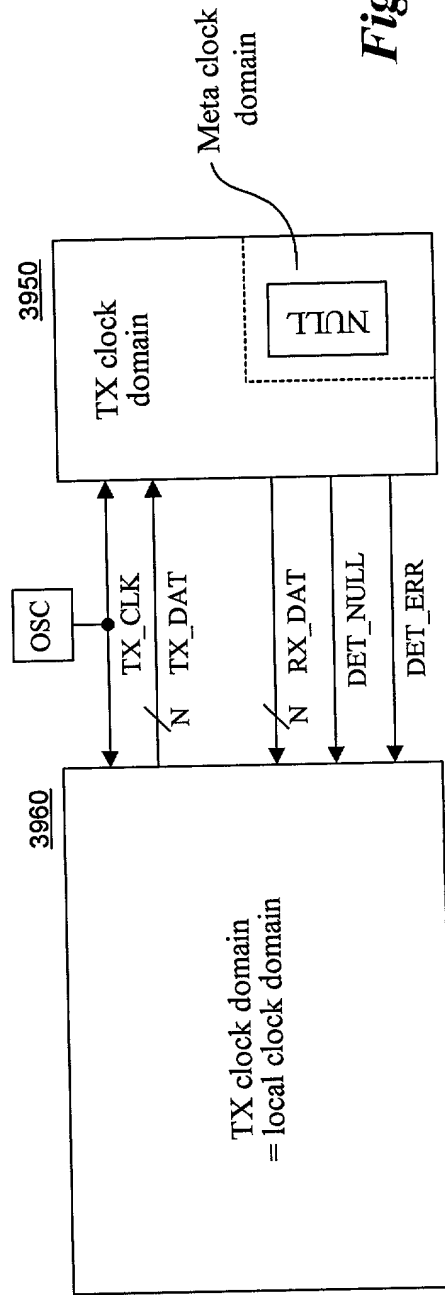 3960
TX clock domain
= local clock domain
OSC
TX_CLK
N TX_DAT
N RX_DAT
DET_NULL
DET_ERR
3950
TX clock
domain
NULL
Meta clock
domain
Fig